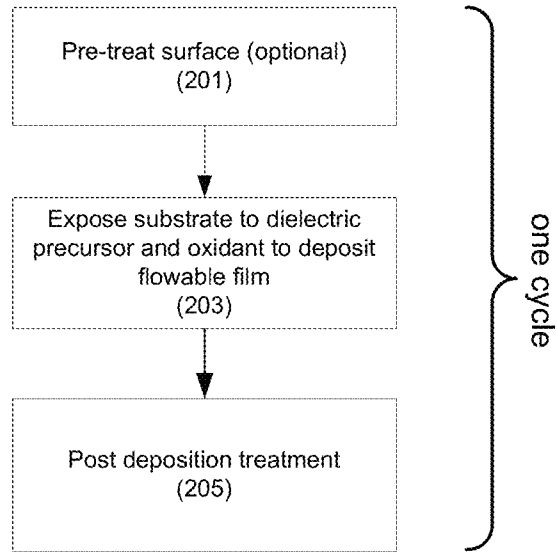 Pre-treat surface (optional)
(201)
Expose substrate to dielectric
precursor and oxidant to deposit
flowable film
(203)
Post deposition treatment
(205)
one cycle